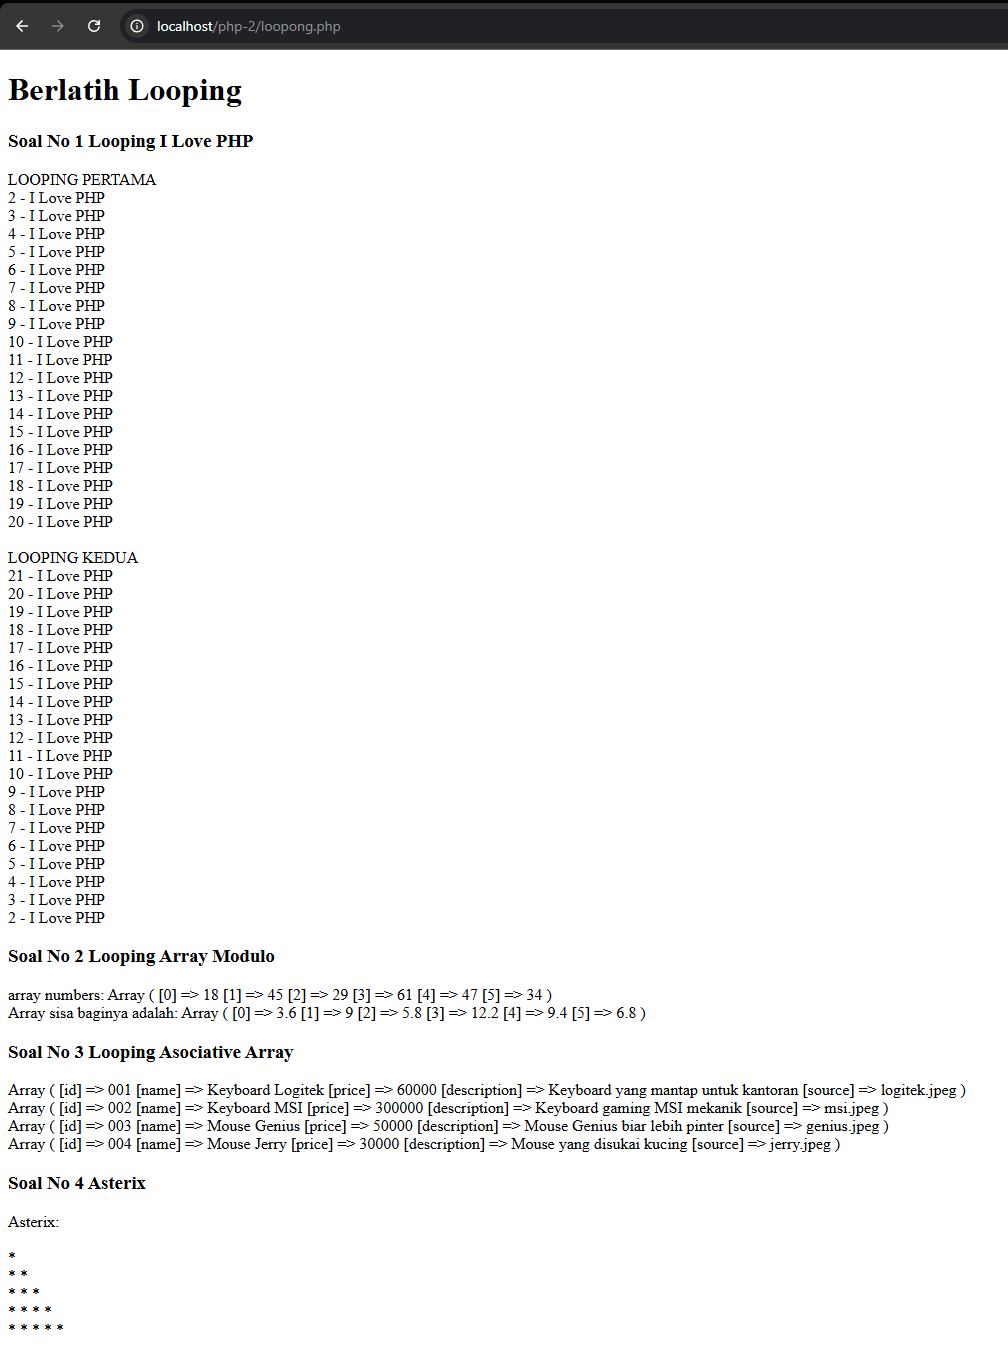 localhost/php-2/loopong.php
Berlatih Looping
Soal No 1 Looping I Love PHP
LOOPING PERTAMA
2 - I Love PHP
3 - I Love PHP
4 - I Love PHP
5 - I Love PHP
6 - I Love PHP
7 - I Love PHP
8 - I Love PHP
9 - I Love PHP
10 - I Love PHP
11 - I Love PHP
12 - I Love PHP
13 - I Love PHP
14 - I Love PHP
15 - I Love PHP
16 - I Love PHP
17 - I Love PHP
18 - I Love PHP
19 - I Love PHP
20 - I Love PHP
LOOPING KEDUA
21 - I Love PHP
20 - I Love PHP
19 - I Love PHP
18 - I Love PHP
17 - I Love PHP
16 - I Love PHP
15 - I Love PHP
14 - I Love PHP
13 - I Love PHP
12 - I Love PHP
11 - I Love PHP
10 - I Love PHP
9 - I Love PHP
8 - I Love PHP
7 - I Love PHP
6 - I Love PHP
5 - I Love PHP
4 - I Love PHP
3 - I Love PHP
2 - I Love PHP
Soal No 2 Looping Array Modulo
array numbers: Array ( [0] => 18 [1] => 45 [2] => 29 [3] => 61 [4] => 47 [5] => 34 )
Array sisa baginya adalah: Array ( [0] => 3.6 [1] => 9 [2] => 5.8 [3] => 12.2 [4] => 9.4 [5] => 6.8 )
Soal No 3 Looping Asociative Array
Array ( [id] => 001 [name] => Keyboard Logitek [price] => 60000 [description] => Keyboard yang mantap untuk kantoran [source] => logitek.jpeg )
Array ( [id] => 002 [name] => Keyboard MSI [price] => 300000 [description] => Keyboard gaming MSI mekanik [source] => msi.jpeg )
Array ( [id] => 003 [name] => Mouse Genius [price] => 50000 [description] => Mouse Genius biar lebih pinter [source] => genius.jpeg )
Array ( [id] => 004 [name] => Mouse Jerry [price] => 30000 [description] => Mouse yang disukai kucing [source] => jerry.jpeg )
Soal No 4 Asterix
Asterix:
*
* *
* * *
* * * *
* * * * *